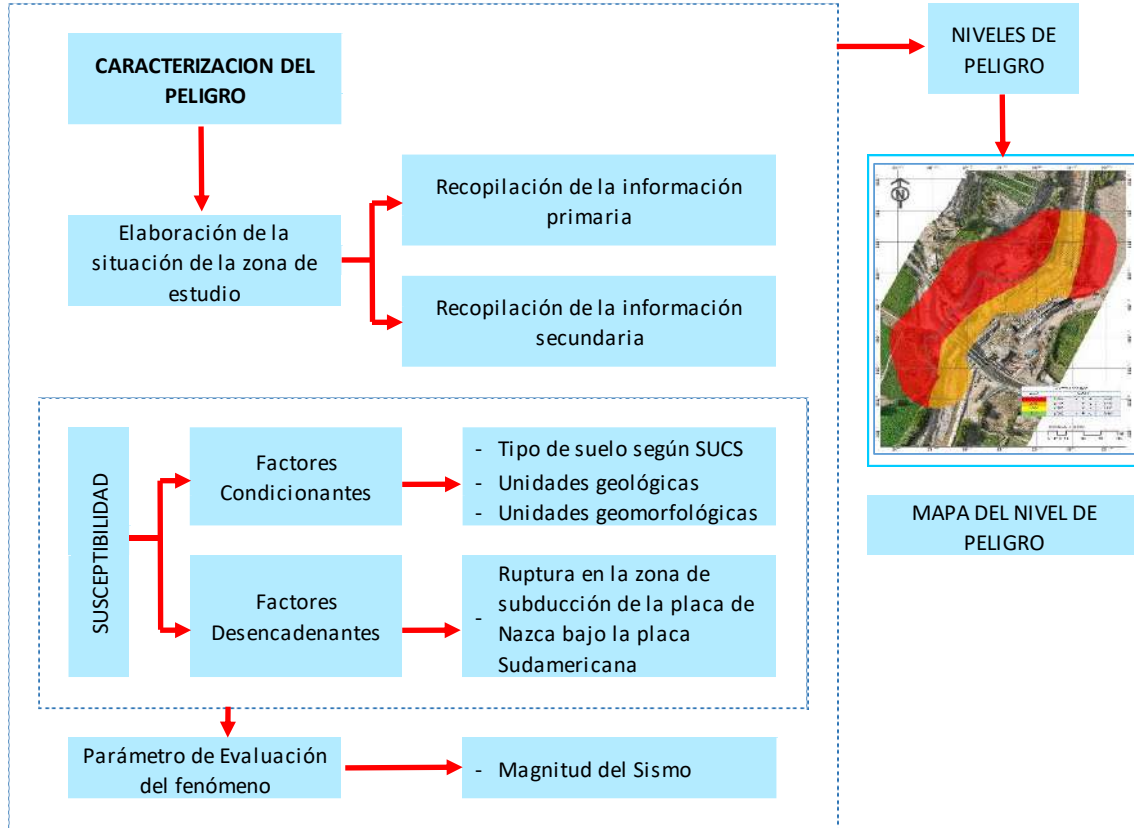 CARACTERIZACION DEL
PELIGRO
Elaboración de la
situación de la zona de
estudio
Recopilación de la información
primaria
Recopilación de la información
secundaria
SUSCEPTIBILIDAD
Factores
Condicionantes
- Tipo de suelo según SUCS
- Unidades geológicas
- Unidades geomorfológicas
Factores
Desencadenantes
Ruptura en la zona de
subducción de la placa de
- Nazca bajo la placa
Sudamericana
Parámetro de Evaluación
del fenómeno
- Magnitud del Sismo
NIVELES DE
PELIGRO
N
MAPA DEL NIVEL DE
PELIGRO